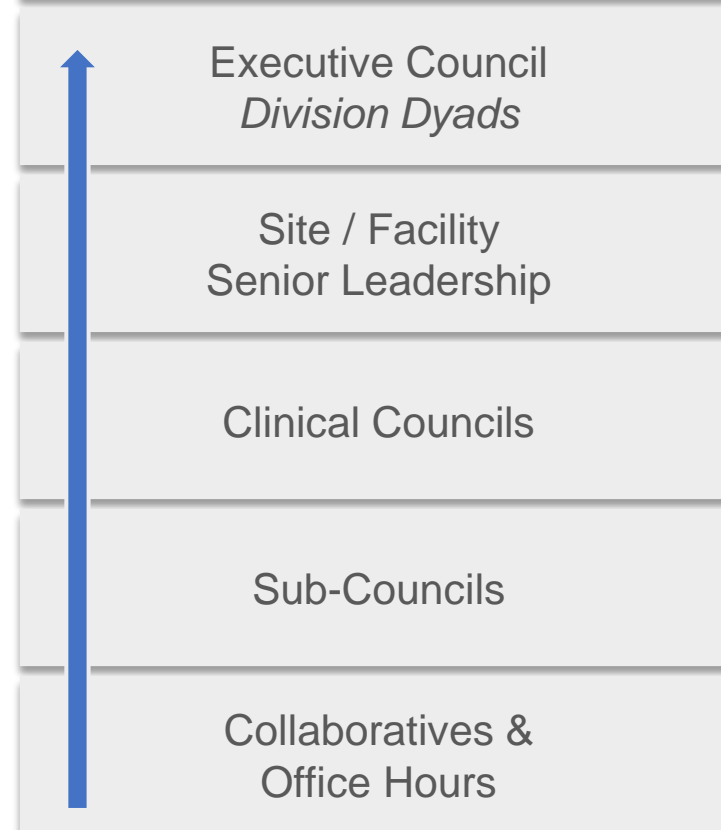 Executive Council
Division Dyads
Site / Facility
Senior Leadership
Clinical Councils
Sub-Councils
Collaboratives &
Office Hours